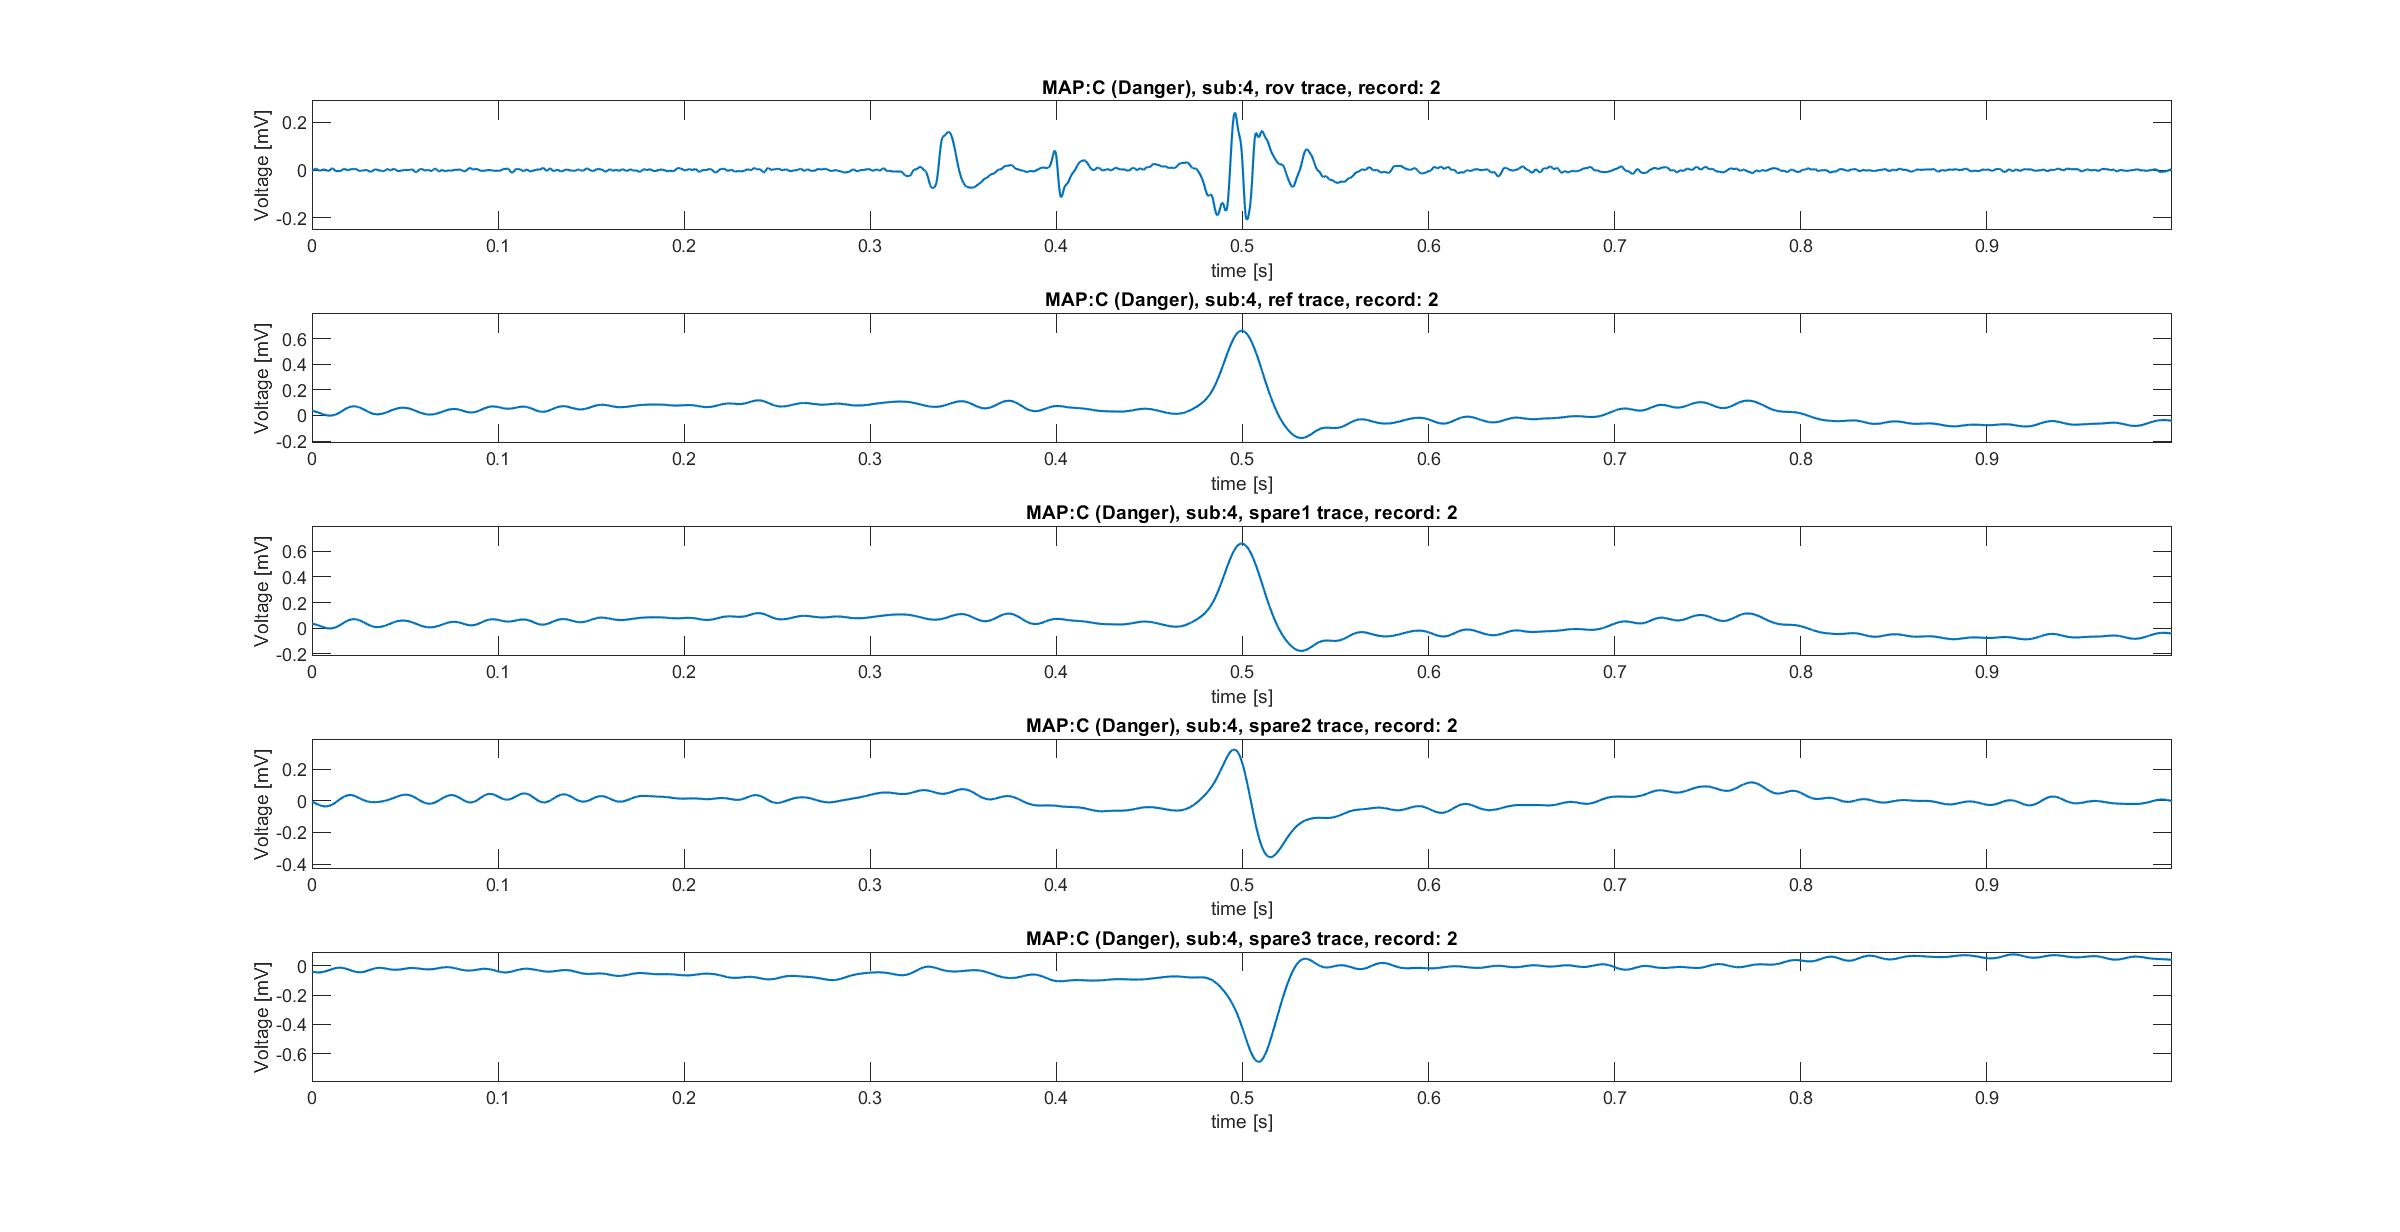 MAP:C (Danger), sub:4, rov trace, record: 2
Voltage [mV]
0.2
0
-0.2
0 0.1 0.2 0.3 0.4 0.5 0.6 0.7 0.8 0.9
time [s]
MAP:C (Danger), sub:4, ref trace, record: 2
Voltage [mV]
0.6
0.4
0.2
0
-0.2
0 0.1 0.2 0.3 0.4 0.5 0.6 0.7 0.8 0.9
time [s]
MAP:C (Danger), sub:4, spare1 trace, record: 2
Voltage [mV]
0.6
0.4
0.2
0
-0.2
0 0.1 0.2 0.3 0.4 0.5 0.6 0.7 0.8 0.9
time [s]
MAP:C (Danger), sub:4, spare2 trace, record: 2
Voltage [mV]
0.2
0
-0.2
-0.4
0 0.1 0.2 0.3 0.4 0.5 0.6 0.7 0.8 0.9
time [s]
MAP:C (Danger), sub:4, spare3 trace, record: 2
Voltage [mV]
0
-0.2
-0.4
-0.6
0 0.1 0.2 0.3 0.4 0.5 0.6 0.7 0.8 0.9
time [s]